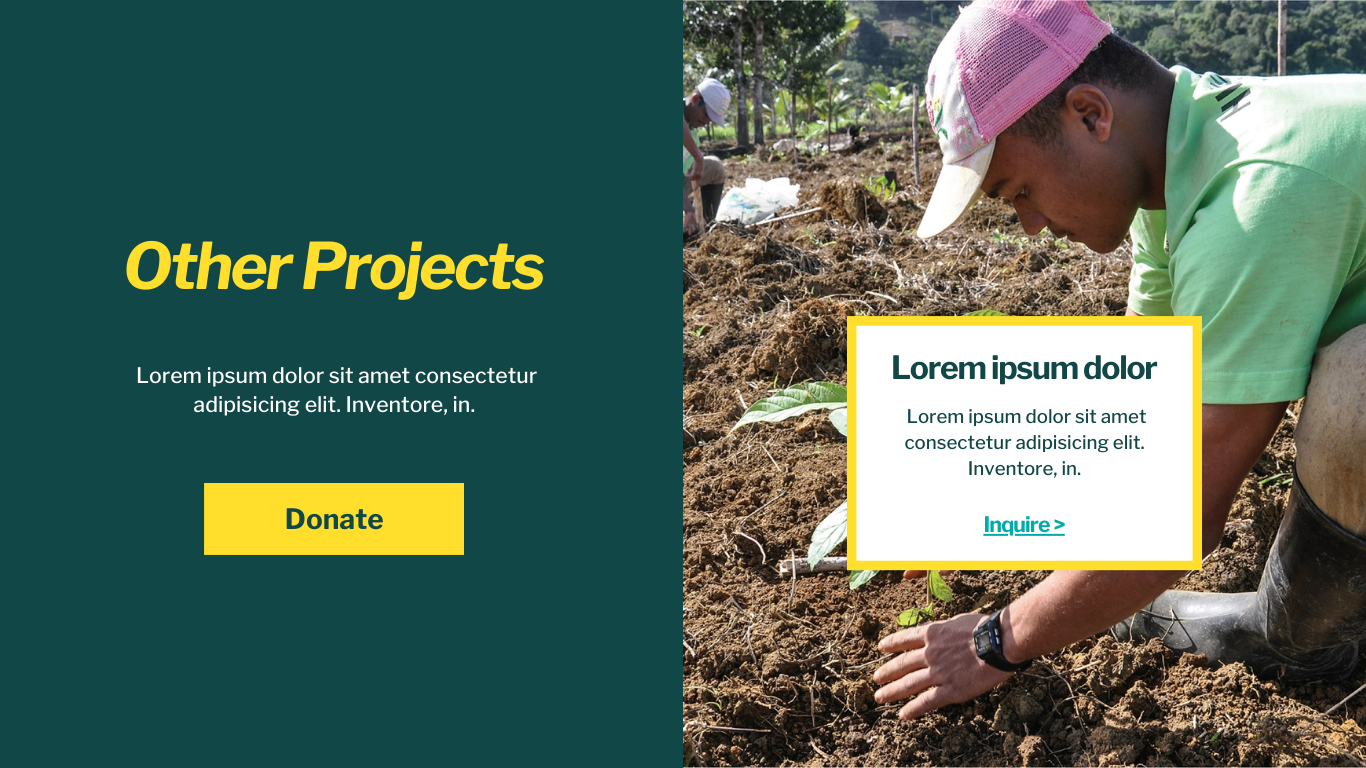 Other Projects
Lorem ipsum dolor sit amet consectetur
adipisicing elit. Inventore, in.
Donate
Lorem ipsum dolor
Lorem ipsum dolor sit amet
consectetur adipisicing elit.
Inventore, in.
Inquire >